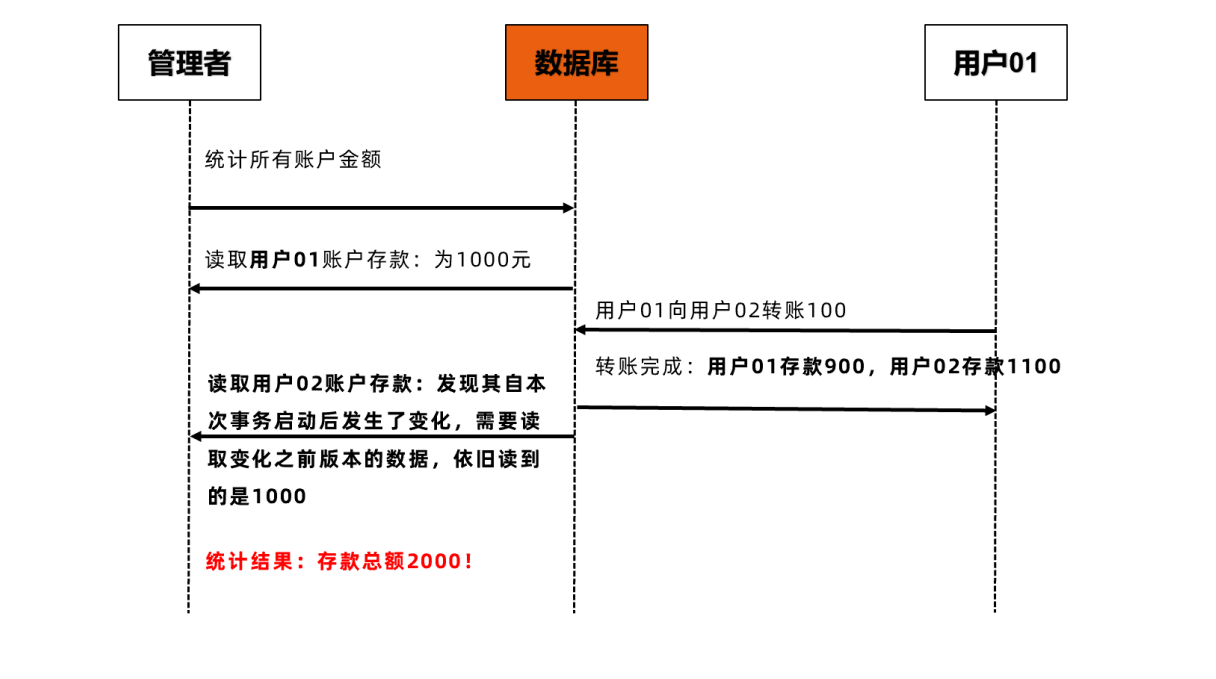 管理者
数据库
用户01
统计所有账户金额
读取用户01账户存款：为1000元
用户01向用户02转账100
转账完成：用户01存款900，用户02存款1100
读取用户02账户存款：发现其自本
次事务启动后发生了变化，需要读
取变化之前版本的数据，依旧读到
的是1000
统计结果：存款总额2000！